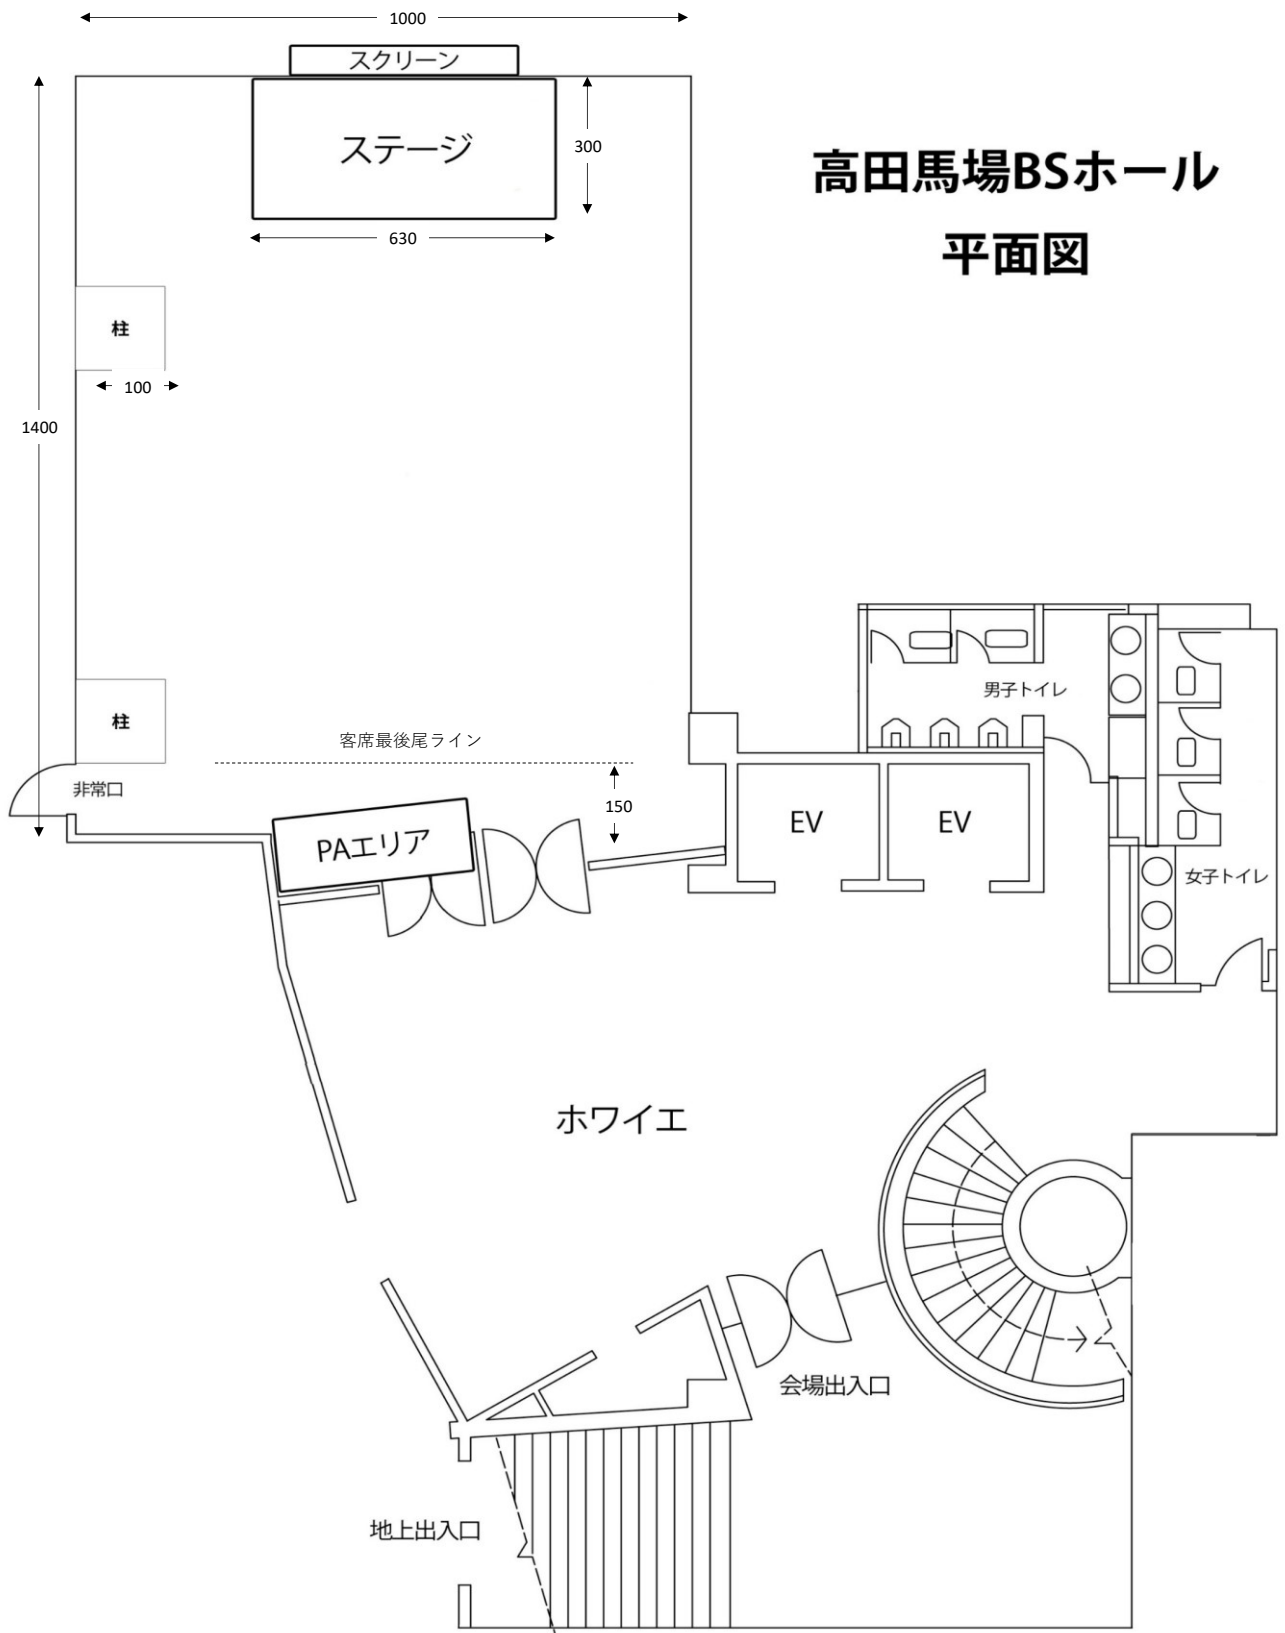 1000
スクリーン
ステージ
300
630
高田馬場BSホール
平面図
柱
100
1400
柱
客席最後尾ライン
非常口
150
PAエリア
EV
EV
男子トイレ
女子トイレ
ホワイエ
会場出入口
地上出入口